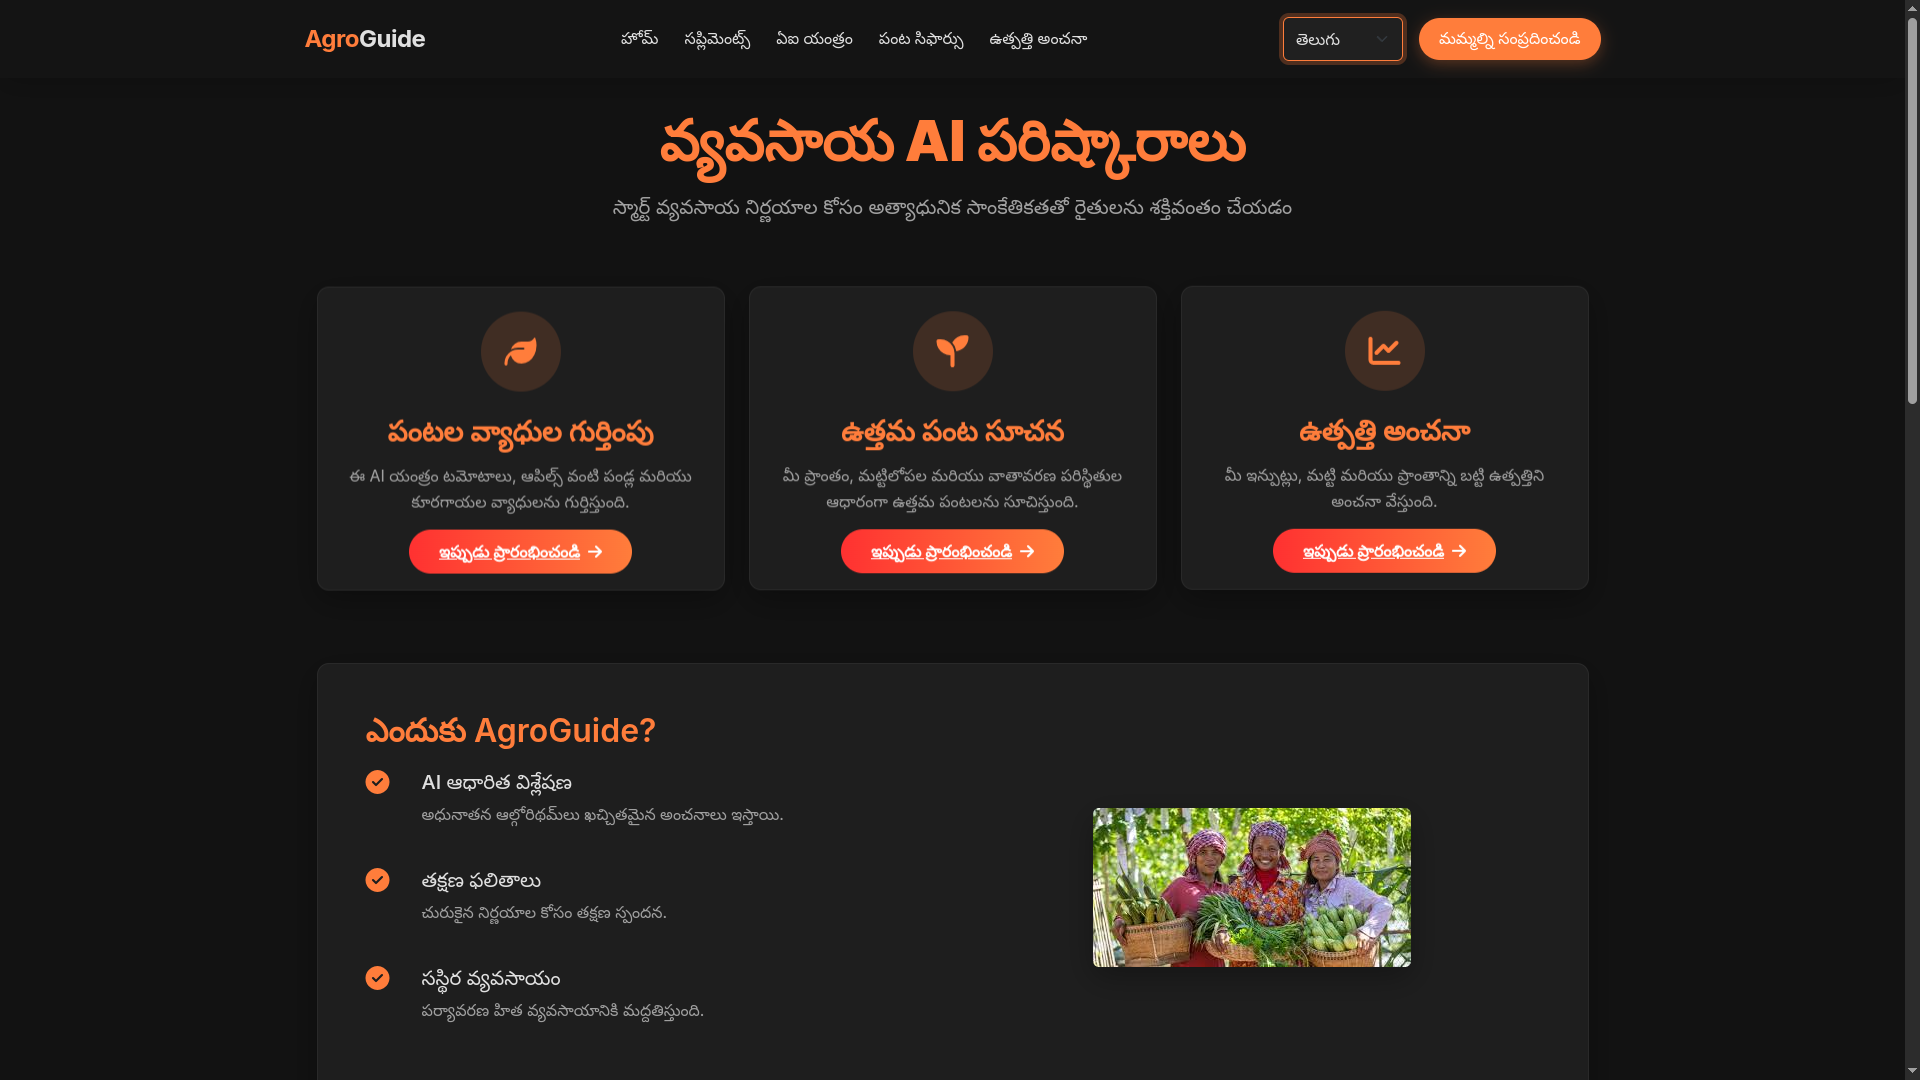 AgroGuide
హోమ్ సప్లిమెంట్స్ ఏఐ యంత్రం పంట సిఫార్సు ఉత్పత్తి అంచనా
తెలుగు
మమ్మల్ని సంప్రదించండి
వ్యవసాయ AI పరిష్కారాలు
స్మార్ట్ వ్యవసాయ నిర్ణయాల కోసం అత్యాధునిక సాంకేతికతతో రైతులను శక్తివంతం చేయడం
పంటల వ్యాధుల గుర్తింపు
ఈ AI యంత్రం టమోటాలు, ఆపిల్స్ వంటి పండ్ల మరియు
కూరగాయల వ్యాధులను గుర్తిస్తుంది.
ఇప్పుడు ప్రారంభించండి
ఉత్తమ పంట సూచన
మీ ప్రాంతం, మట్టిలోపల మరియు వాతావరణ పరిస్థితుల
ఆధారంగా ఉత్తమ పంటలను సూచిస్తుంది.
ఇప్పుడు ప్రారంభించండి
ఉత్పత్తి అంచనా
మీ ఇన్పుట్లు, మట్టి మరియు ప్రాంతాన్ని బట్టి ఉత్పత్తిని
అంచనా వేస్తుంది.
ఇప్పుడు ప్రారంభించండి
ఎందుకు AgroGuide?
AI ఆధారిత విశ్లేషణ
అధునాతన ఆల్గోరిథమ్‌లు ఖచ్చితమైన అంచనాలు ఇస్తాయి.
తక్షణ ఫలితాలు
చురుకైన నిర్ణయాల కోసం తక్షణ స్పందన.
సస్థిర వ్యవసాయం
పర్యావరణ హిత వ్యవసాయానికి మద్దతిస్తుంది.